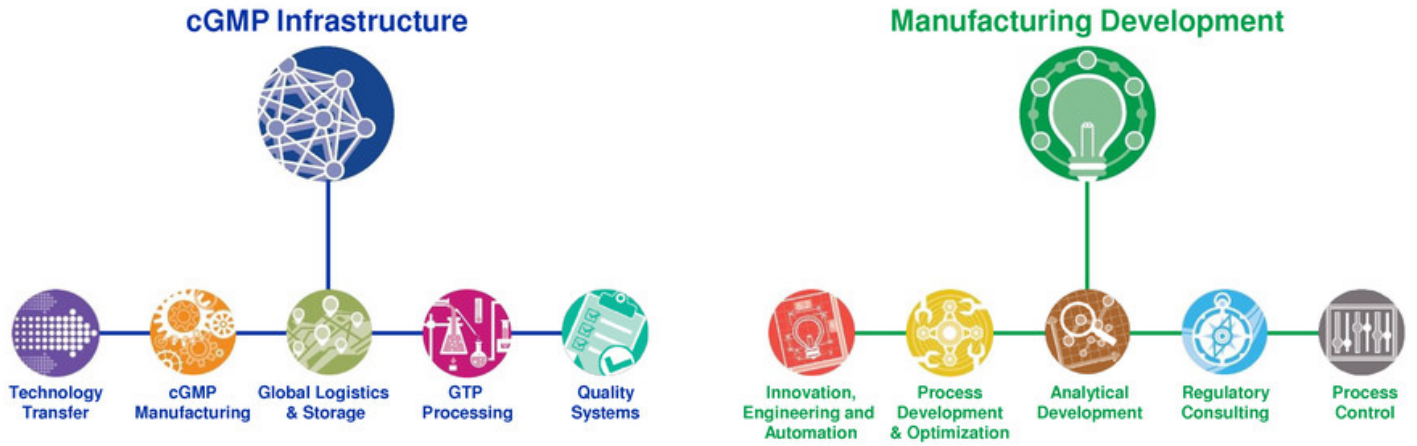 cGMP Infrastructure
Technology
Transfer
cGMP
Manufacturing
Global Logistics
& Storage
GTP
Processing
Quality
Systems
Manufacturing Development
Innovation,
Engineering and
Automation
Process
Development
& Optimization
Analytical
Development
Regulatory
Consulting
Process
Control